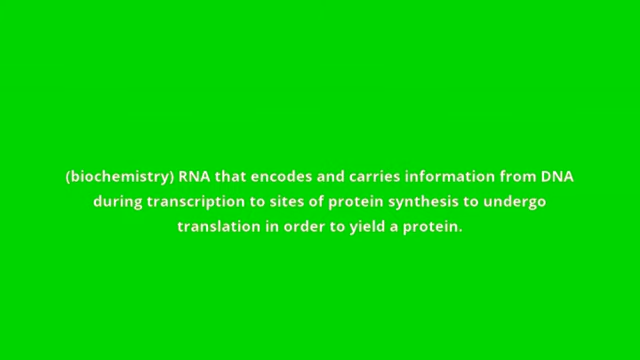 (biochemistry) RNA that encodes and carries information from DNA
during transcription to sites of protein synthesis to undergo
translation in order to yield a protein.